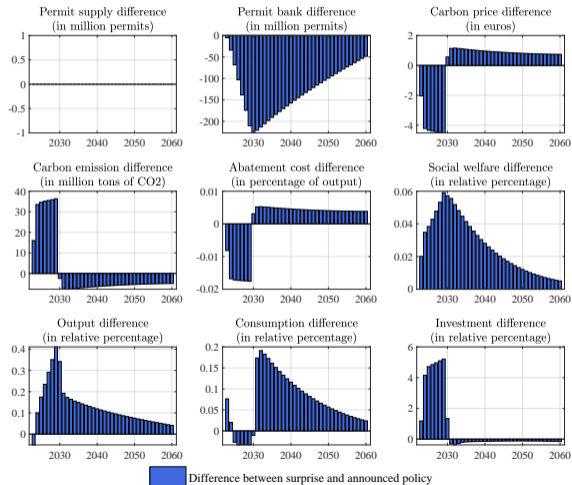 Permit supply difference
(in million permits)
1
0.5
0
-0.5
-1
2030 2040 2050 2060
Permit bank difference
(in million permits)
0
-50
-100
-150
-200
2030 2040 2050 2060
Carbon price difference
(in euros)
2
0
-2
-4
2030 2040 2050 2060
Carbon emission difference
(in million tons of CO2)
40
30
20
10
0
2030 2040 2050 2060
Abatement cost difference
(in percentage of output)
0.01
0
-0.01
-0.02
2030 2040 2050 2060
Social welfare difference
(in relative percentage)
0.06
0.04
0.02
0
2030 2040 2050 2060
Output difference
(in relative percentage)
0.4
0.3
0.2
0.1
0
2030 2040 2050 2060
Consumption difference
(in relative percentage)
0.2
0.15
0.1
0.05
0
2030 2040 2050 2060
Investment difference
(in relative percentage)
6
4
2
0
2030 2040 2050 2060
Difference between surprise and announced policy